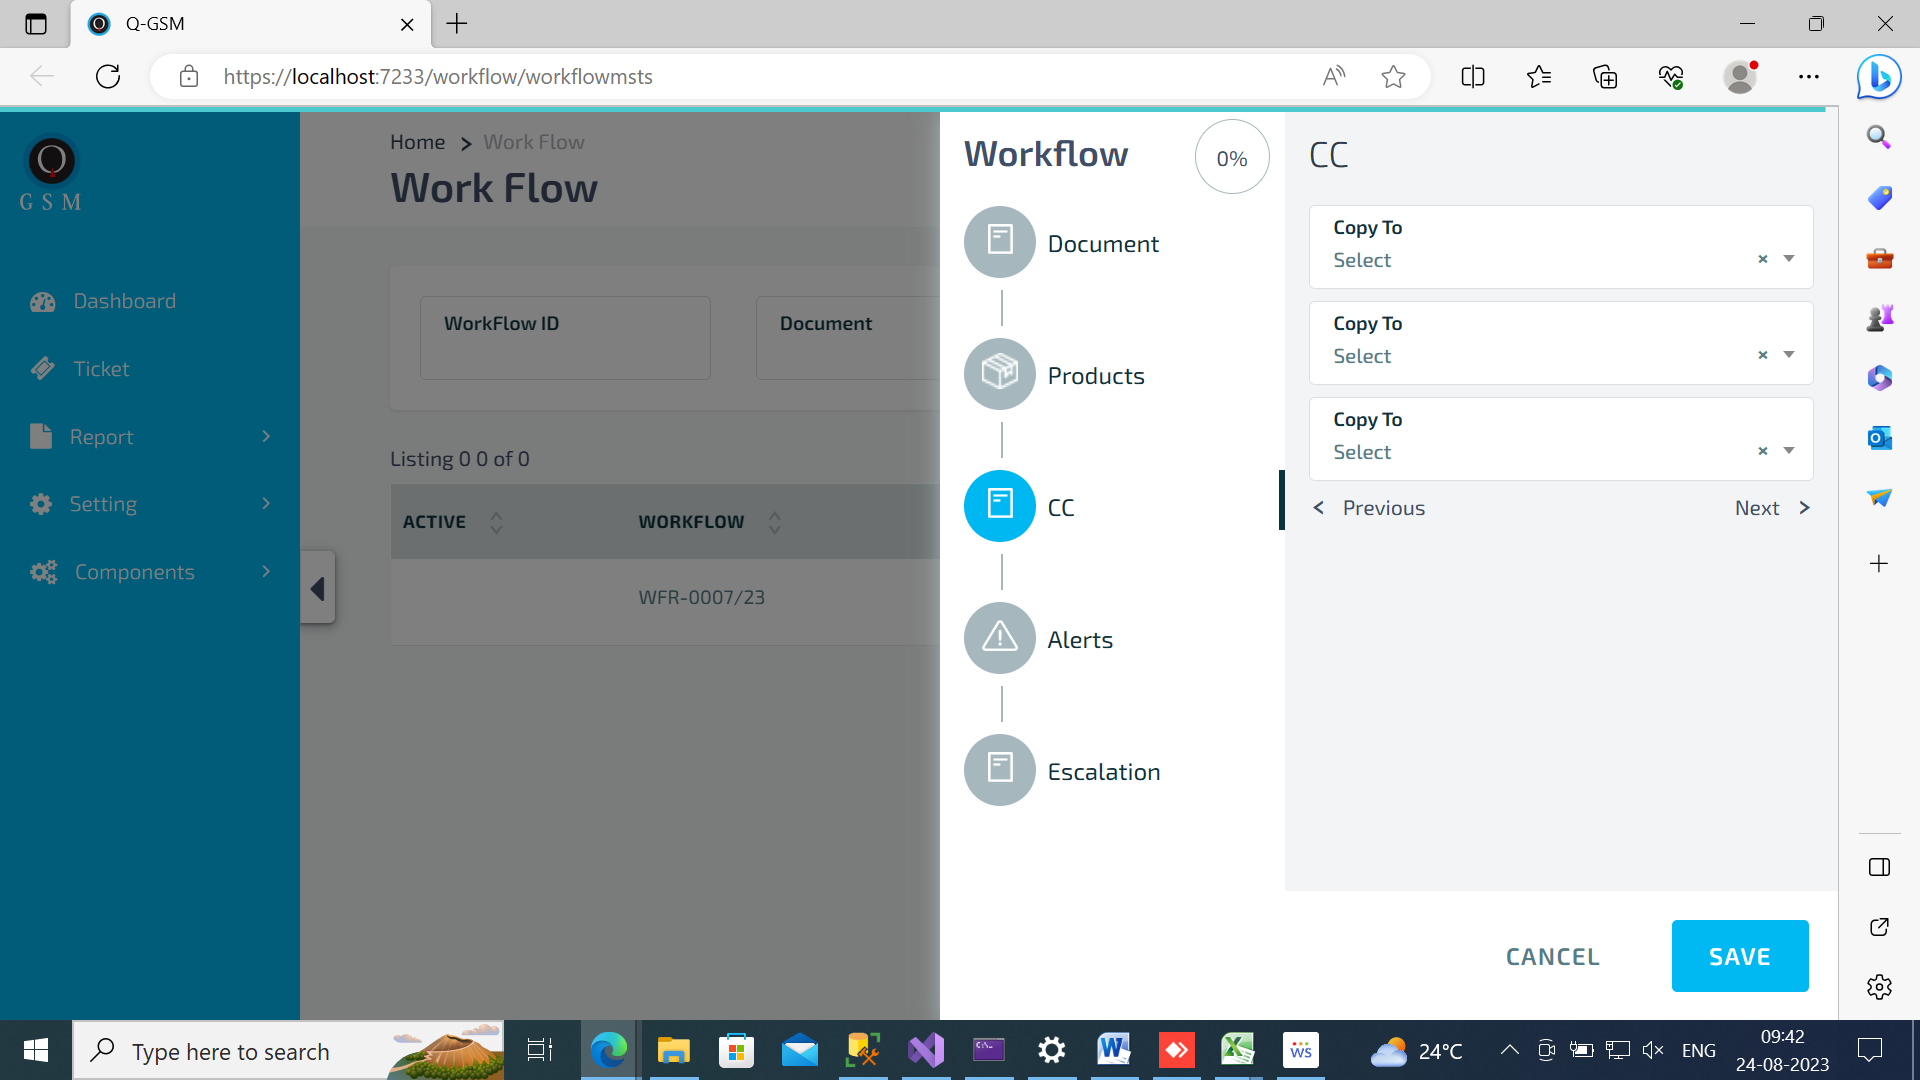 Q-GSM
https://localhost:7233/workflow/workflowmsts
GSM
Dashboard
Ticket
Report
Setting
Components
Home > Work Flow
Work Flow
WorkFlow ID
Document
Listing 0 0 of 0
ACTIVE
WORKFLOW
WFR-0007/23
Workflow
0%
Document
Products
CC
Alerts
Escalation
CC
Copy To
Select
Copy To
Select
Copy To
Select
< Previous
Next >
CANCEL
SAVE
Type here to search
24°C
ENG
09:42
24-08-2023